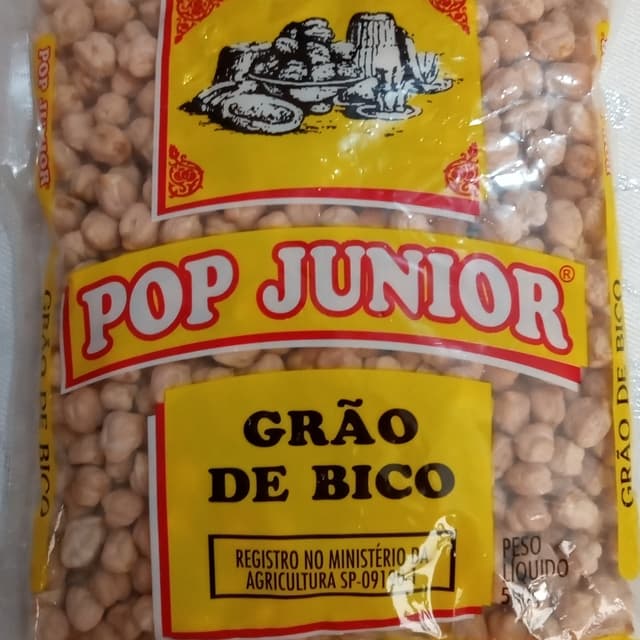 POP JUNIOR
POP JUNIOR®
GRÃO DE BICO
GRÃO
DE BICO
REGISTRO NO MINISTÉRIO DA
AGRICULTURA
PESO
LÍQUIDO
GRÃO DE BICO